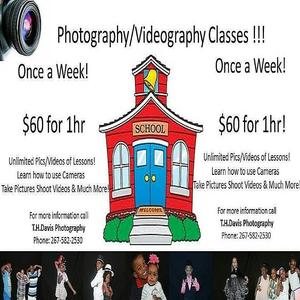 Photography/Videography Classes !!!
Once a Week!
$60 for 1hr
Unlimited Pics/Videos of Lessons!
Learn how to use Cameras
Take Pictures Shoot Videos & Much More!
For more information call
T.H.Davis Photography
Phone: 267-582-2530
SCHOOL
WELCOME
Once a Week!
$60 for 1hr!
Unlimited Pics/Videos of Lessons!
Learn how to use Cameras
Take Pictures Shoot Videos & Much More!
For more information call
T.H.Davis Photography
Phone: 267-582-2530